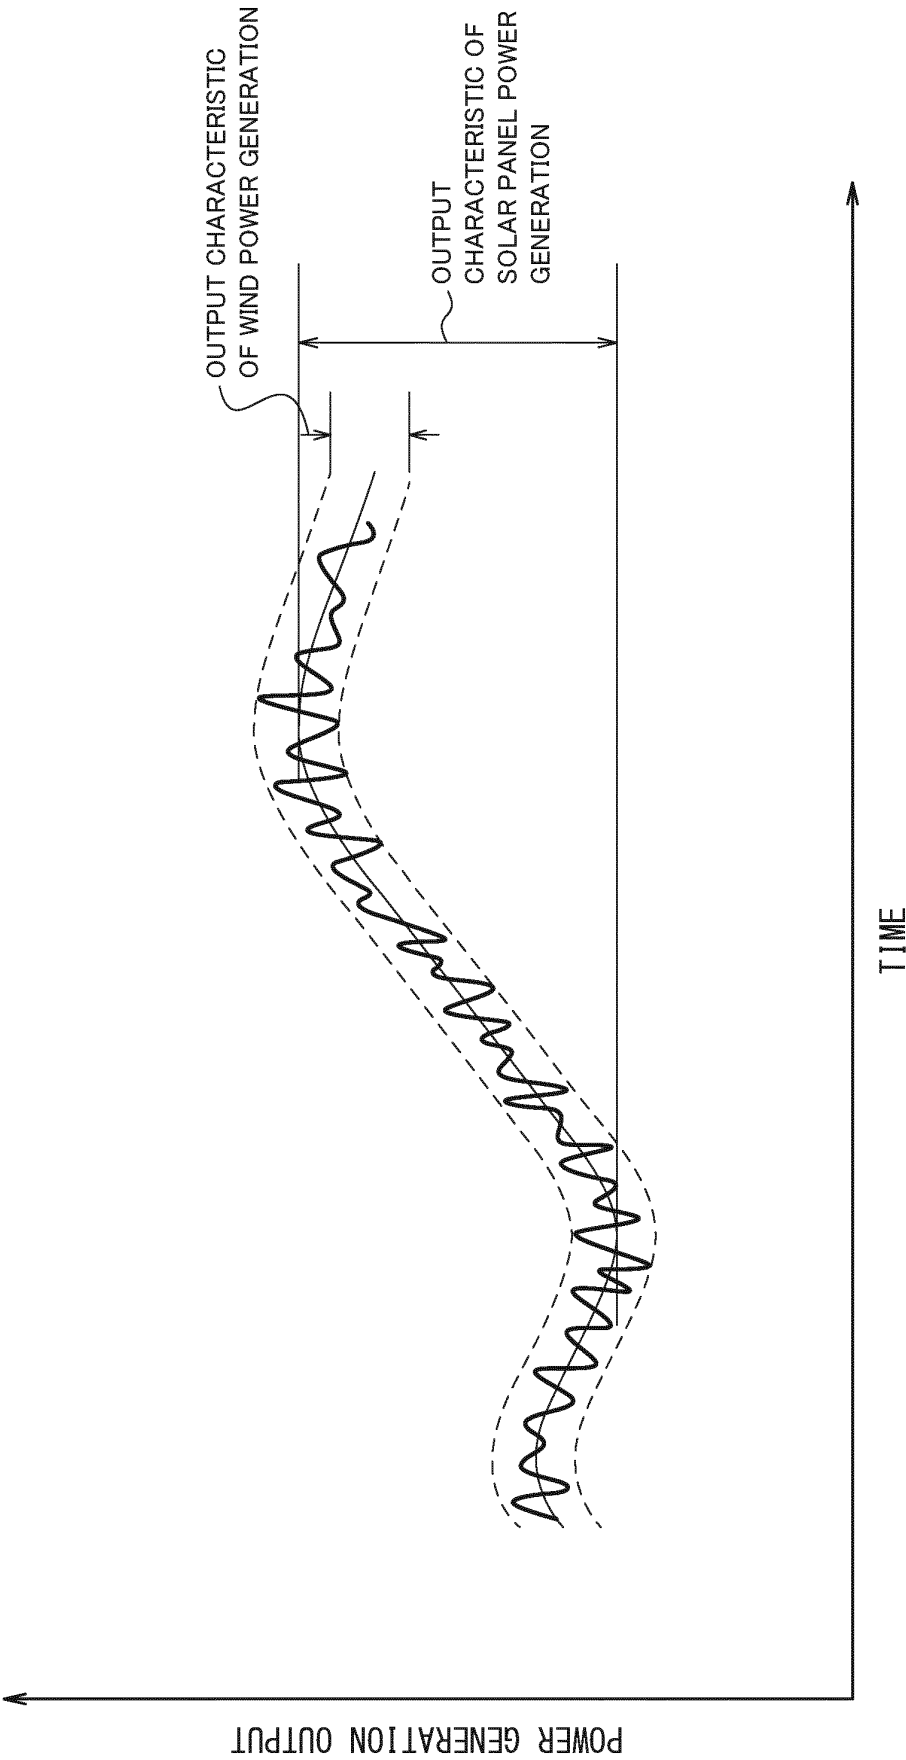 OUTPUT CHARACTERISTIC
OF WIND POWER GENERATION
OUTPUT
CHARACTERISTIC OF
SOLAR PANEL POWER
GENERATION
TIME
POWER GENERATION OUTPUT